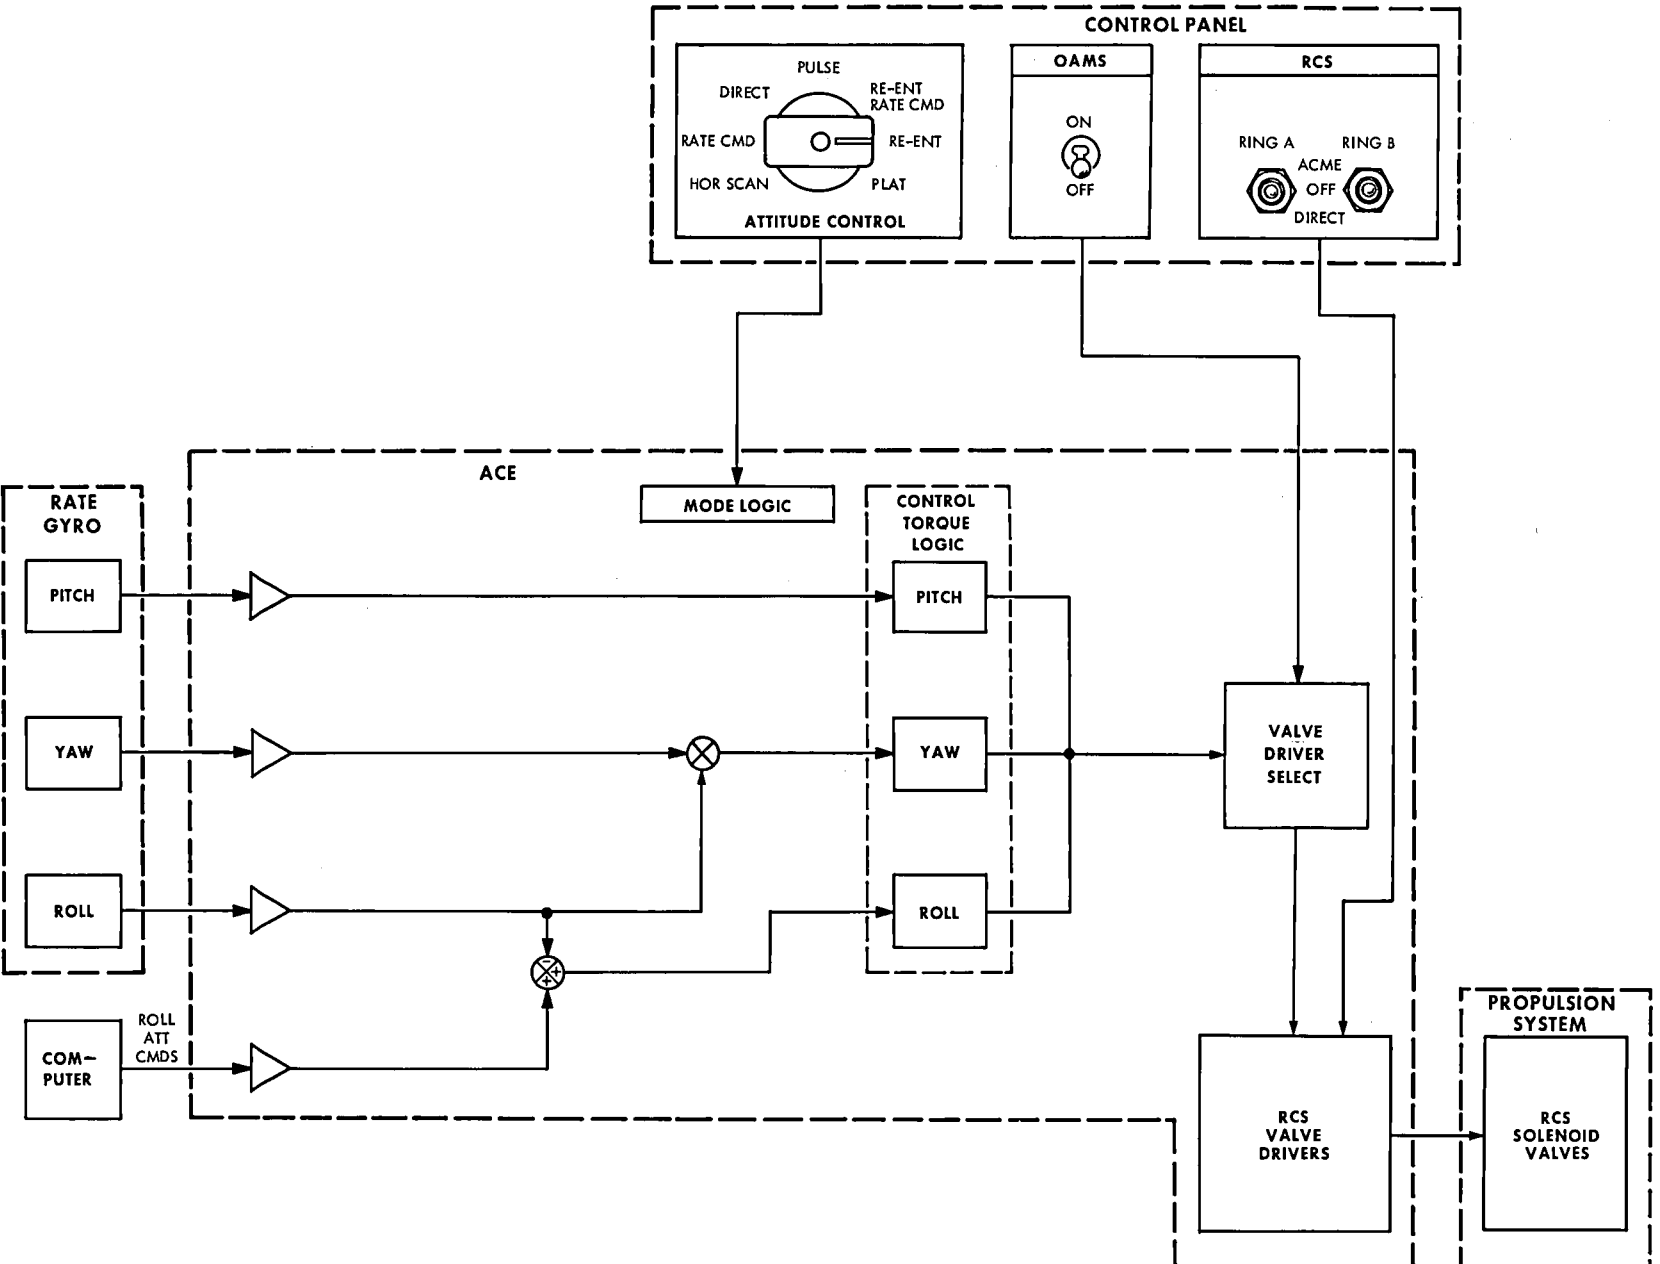 CONTROL PANEL
PULSE
DIRECT
RE-ENT
RATE CMD
RATE CMD
RE-ENT
HOR SCAN
PLAT
ATTITUDE CONTROL
OAMS
ON
OFF
RCS
RING A
RING B
ACME
OFF
DIRECT
ACE
MODE LOGIC
RATE
GYRO
PITCH
YAW
ROLL
COM-
PUTER
ROLL
ATT
CMDS
-
+
+
CONTROL
TORQUE
LOGIC
PITCH
YAW
ROLL
VALVE
DRIVER
SELECT
RCS
VALVE
DRIVERS
PROPULSION
SYSTEM
RCS
SOLENOID
VALVES